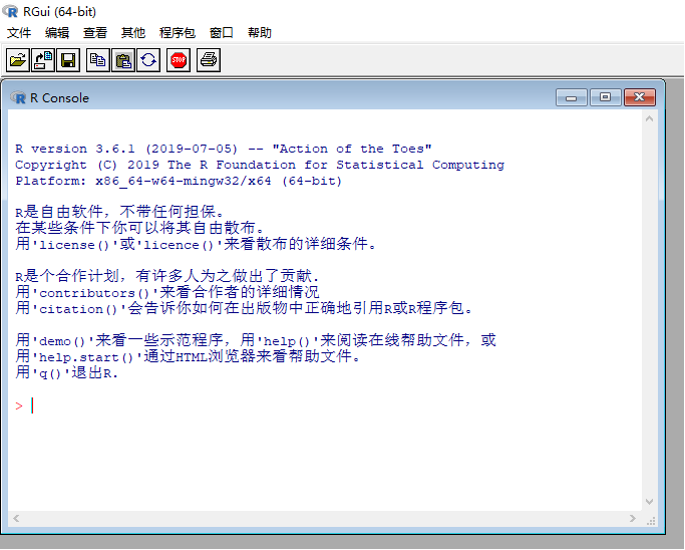 RGui (64-bit)
文件 编辑 查看 其他 程序包 窗口 帮助
STOP
R Console
R version 3.6.1 (2019-07-05) -- "Action of the Toes"
Copyright (C) 2019 The R Foundation for Statistical Computing
Platform: x86_64-w64-mingw32/x64 (64-bit)
R是自由软件，不带任何担保。
在某些条件下你可以将其自由散布。
用'license()'或'licence()'来看散布的详细条件。
R是个合作计划，有许多人为之做出了贡献.
用'contributors()'来看合作者的详细情况
用'citation()'会告诉你如何在出版物中正确地引用R或R程序包。
用'demo()'来看一些示范程序，用'help()'来阅读在线帮助文件，或
用'help.start()'通过HTML浏览器来看帮助文件。
用'q()'退出R.
>